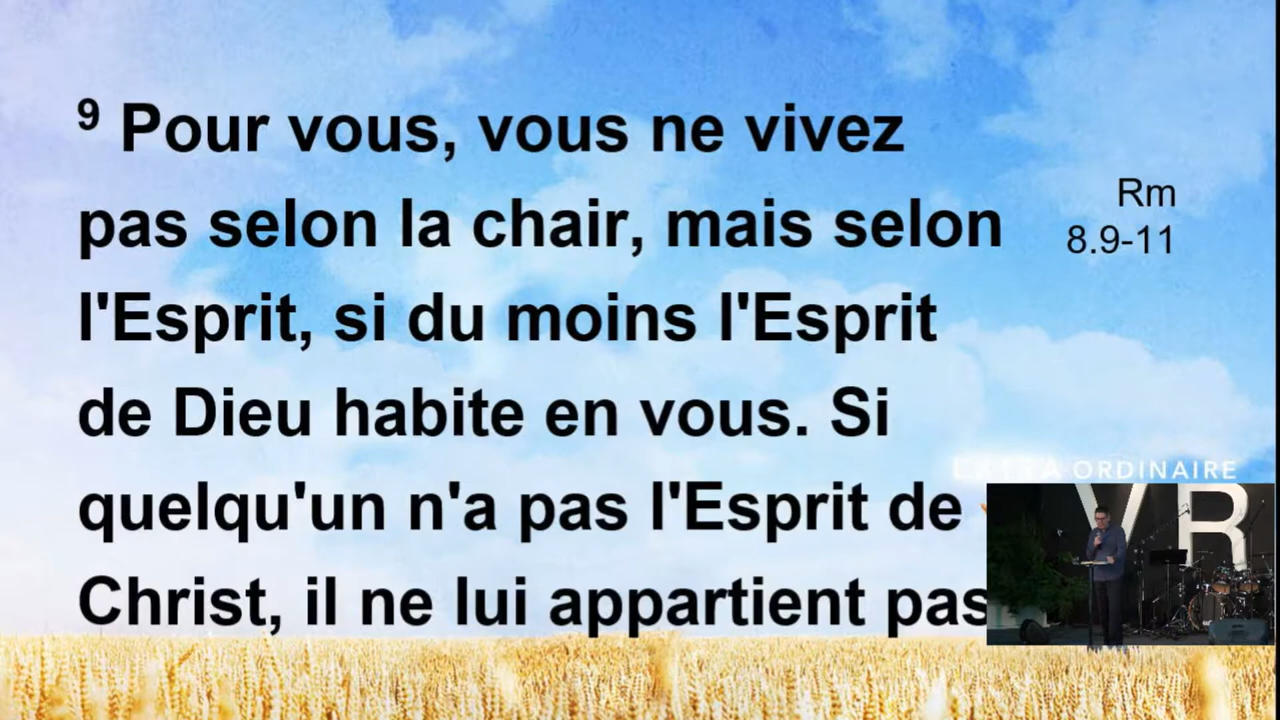 ⁹ Pour vous, vous ne vivez
pas selon la chair, mais selon
l'Esprit, si du moins l'Esprit
de Dieu habite en vous. Si
quelqu'un n'a pas l'Esprit de
Christ, il ne lui appartient pas
Rm
8.9-11
EXTRA ORDINAIRE
VR